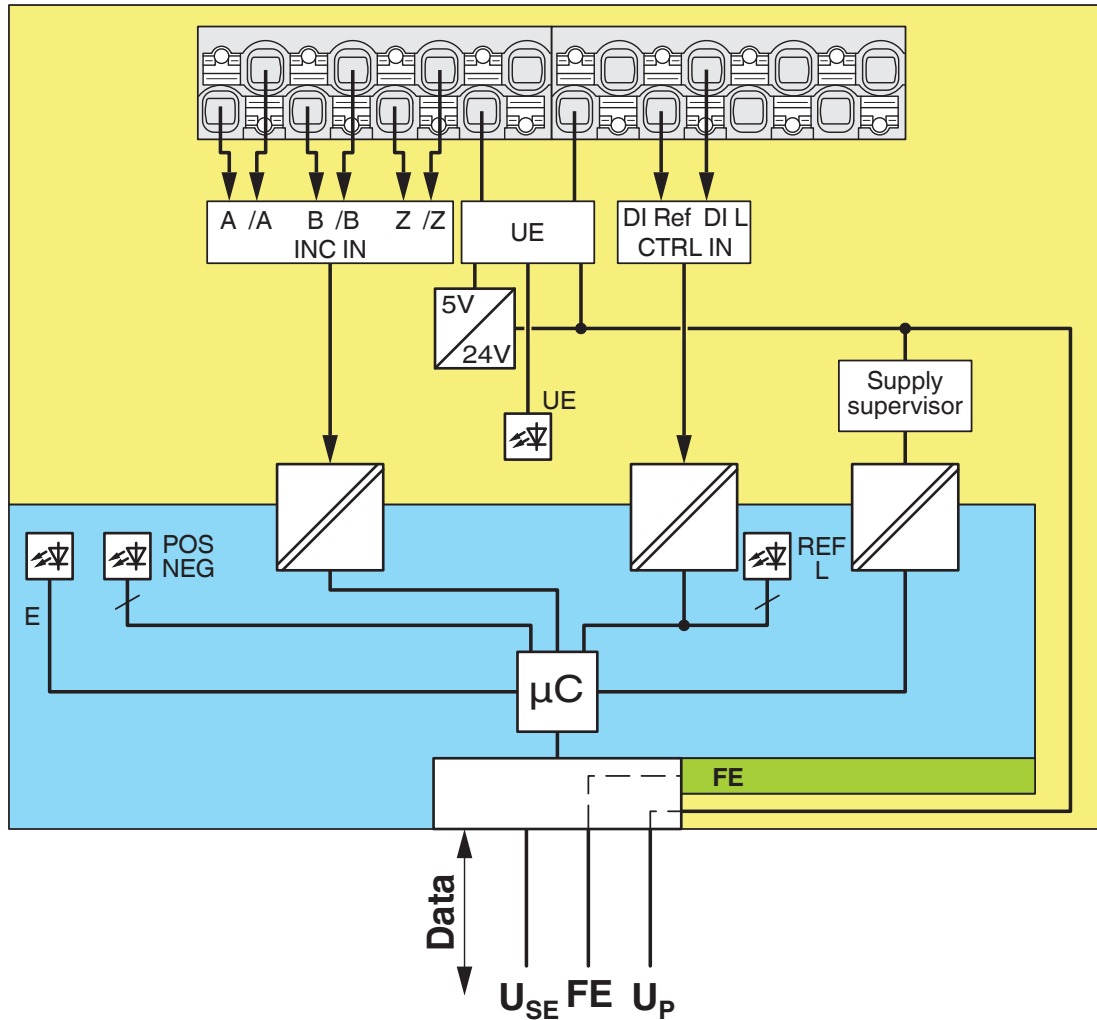 A /A B /B Z /Z
INC IN
UE
DI Ref DI L
CTRL IN
5V
24V
UE
Supply
supervisor
E
POS
NEG
REF
L
µC
FE
Data
USE FE UP